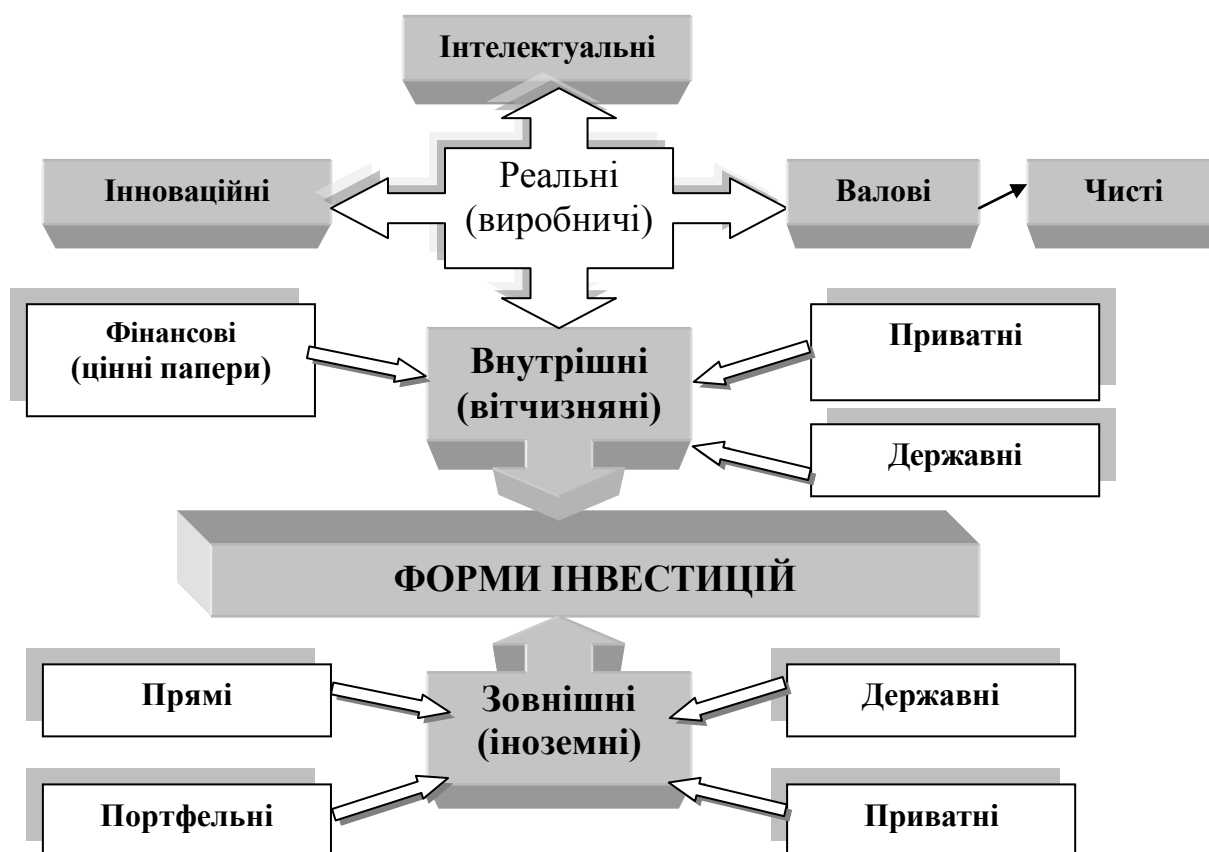 Інтелектуальні
Інноваційні
Реальні
(виробничі)
Валові
Чисті
Фінансові
(цінні папери)
Внутрішні
(вітчизняні)
Приватні
Державні
ФОРМИ ІНВЕСТИЦІЙ
Прямі
Зовнішні
(іноземні)
Державні
Портфельні
Приватні